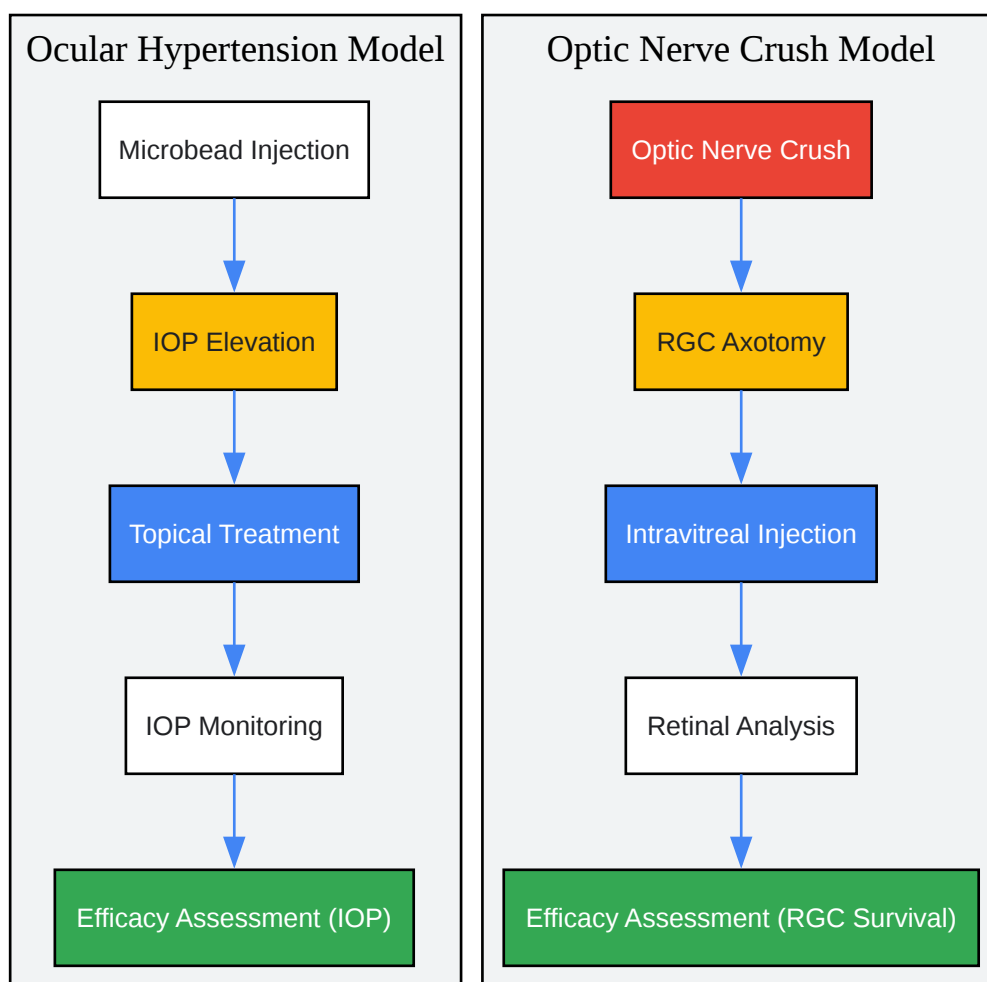 Ocular Hypertension Model
Microbead Injection
IOP Elevation
Topical Treatment
IOP Monitoring
Efficacy Assessment (IOP)
Optic Nerve Crush Model
Optic Nerve Crush
RGC Axotomy
Intravitreal Injection
Retinal Analysis
Efficacy Assessment (RGC Survival)